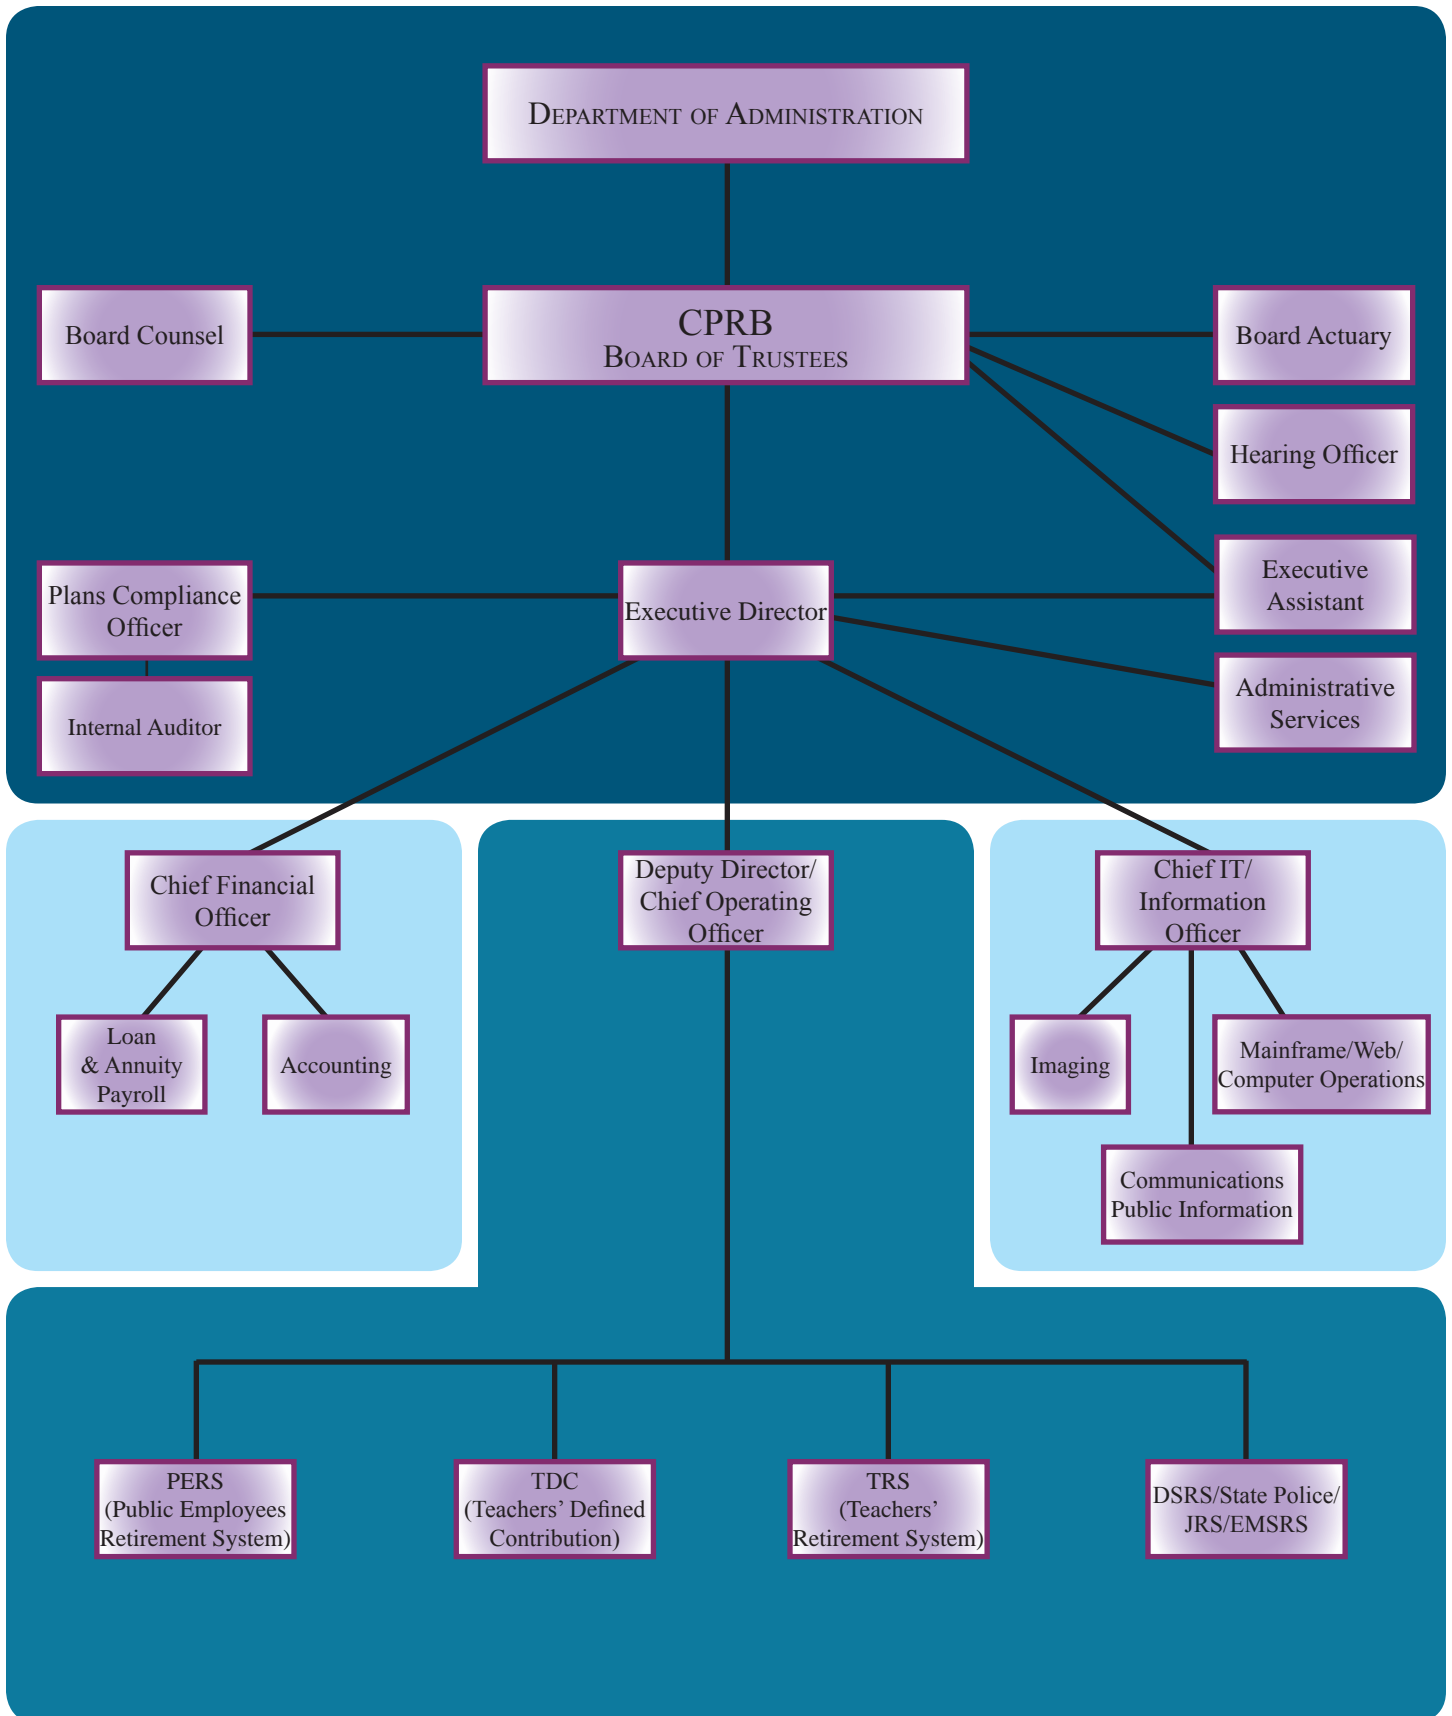 Department of Administration
Board Counsel
CPRB
Board of Trustees
Board Actuary
Hearing Officer
Plans Compliance
Officer
Executive Director
Executive
Assistant
Internal Auditor
Administrative
Services
Chief Financial
Officer
Deputy Director/
Chief Operating
Officer
Chief IT/
Information
Officer
Loan
& Annuity
Payroll
Accounting
Imaging
Mainframe/Web/
Computer Operations
Communications
Public Information
PERS
(Public Employees
Retirement System)
TDC
(Teachers’ Defined
Contribution)
TRS
(Teachers’
Retirement System)
DSRS/State Police/
JRS/EMSRS